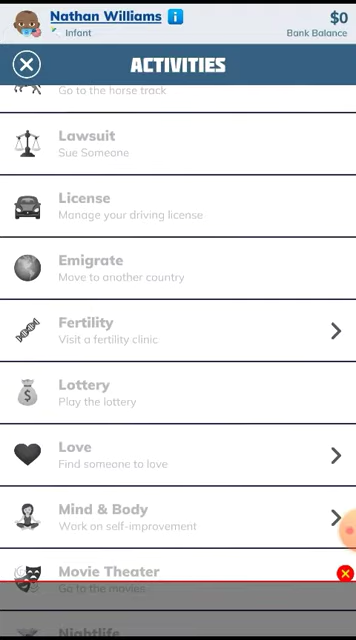 Nathan Williams i
$0
Infant
Bank Balance
ACTIVITIES
Go to the horse track
Lawsuit
Sue Someone
License
Manage your driving license
Emigrate
Move to another country
Fertility
Visit a fertility clinic
Lottery
Play the lottery
Love
Find someone to love
Mind & Body
Work on self-improvement
Movie Theater
Go to the movies
Nightlife